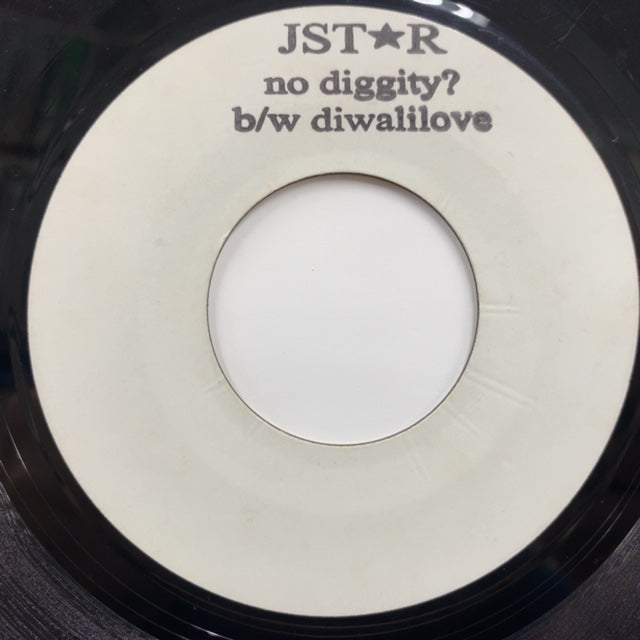 JST★R
no diggity?
b/w diwalilove